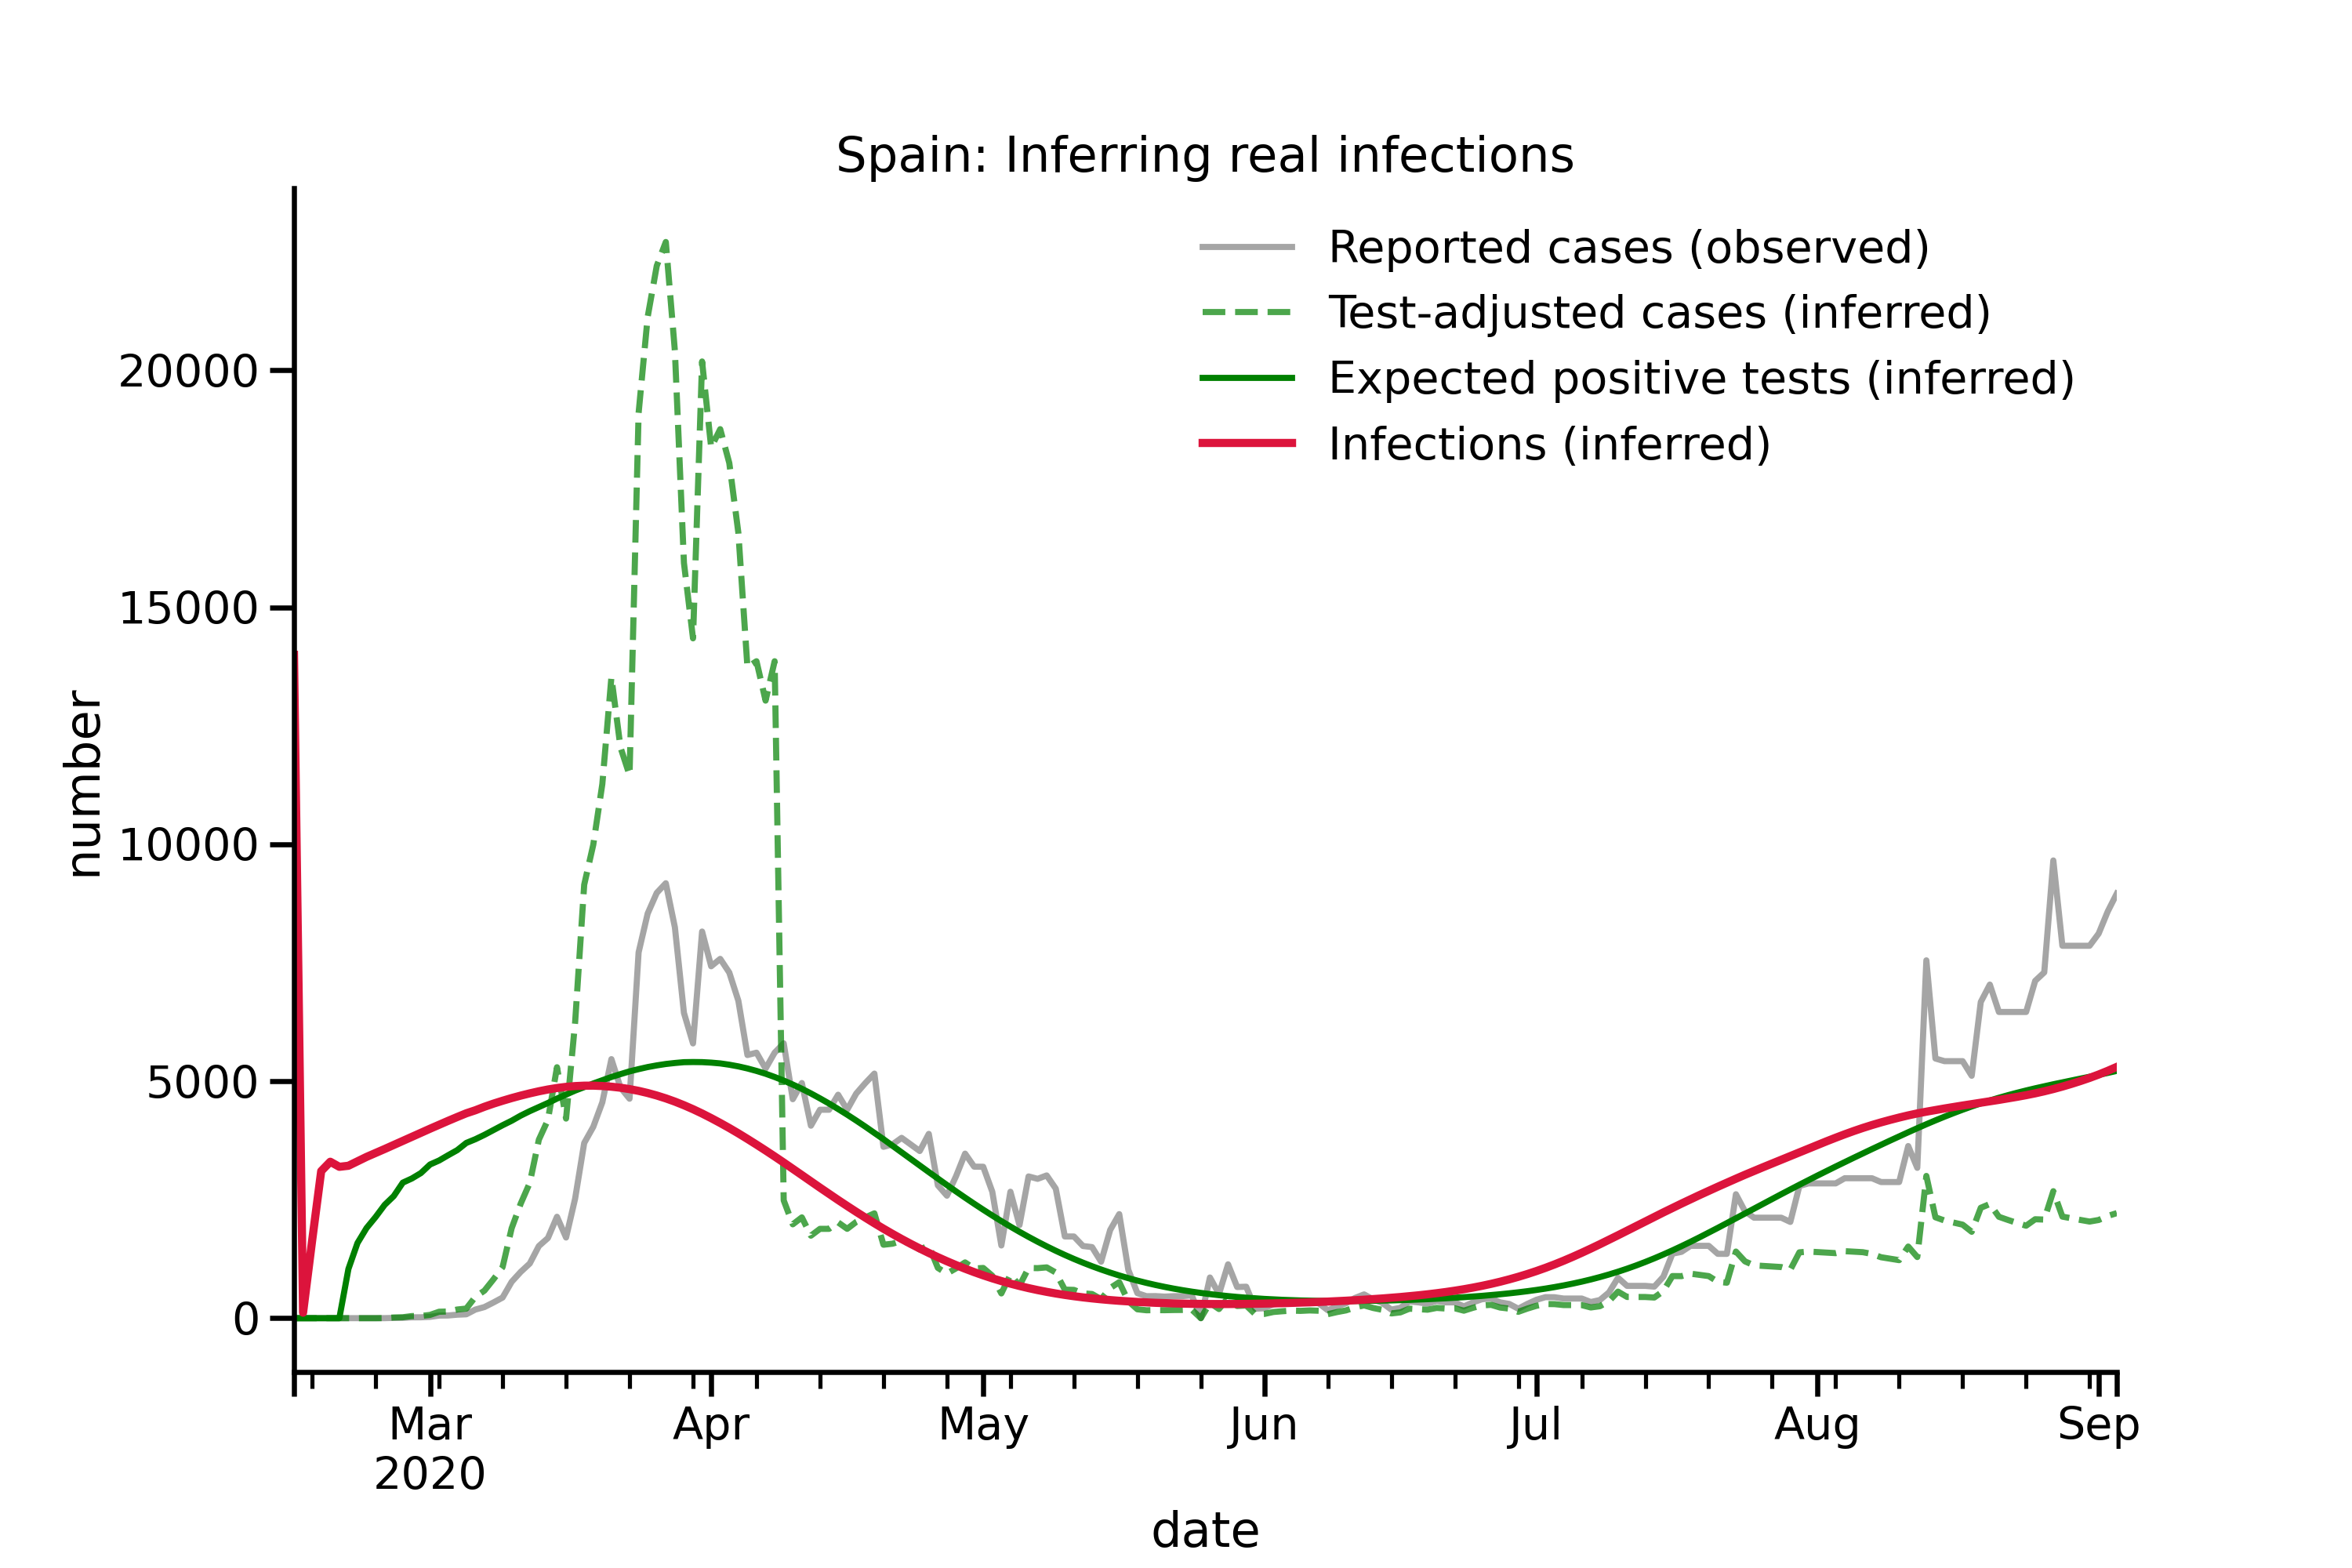 Spain: Inferring real infections
Reported cases (observed)
Test-adjusted cases (inferred)
Expected positive tests (inferred)
Infections (inferred)
number
20000
15000
10000
5000
0
Mar Apr May Jun Jul Aug Sep
2020
date